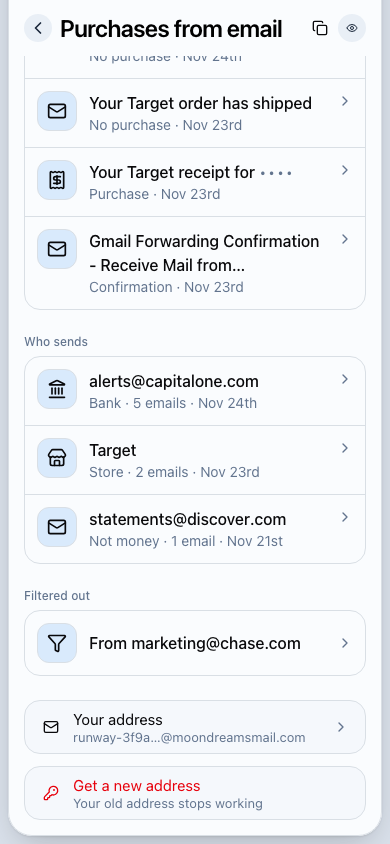 Purchases from email
No purchase · Nov 24th
Your Target order has shipped
No purchase · Nov 23rd
Your Target receipt for ••••
Purchase · Nov 23rd
Gmail Forwarding Confirmation
- Receive Mail from...
Confirmation · Nov 23rd
Who sends
alerts@capitalone.com
Bank · 5 emails · Nov 24th
Target
Store · 2 emails · Nov 23rd
statements@discover.com
Not money · 1 email · Nov 21st
Filtered out
From marketing@chase.com
Your address
runway-3f9a...@moondreamsmail.com
Get a new address
Your old address stops working